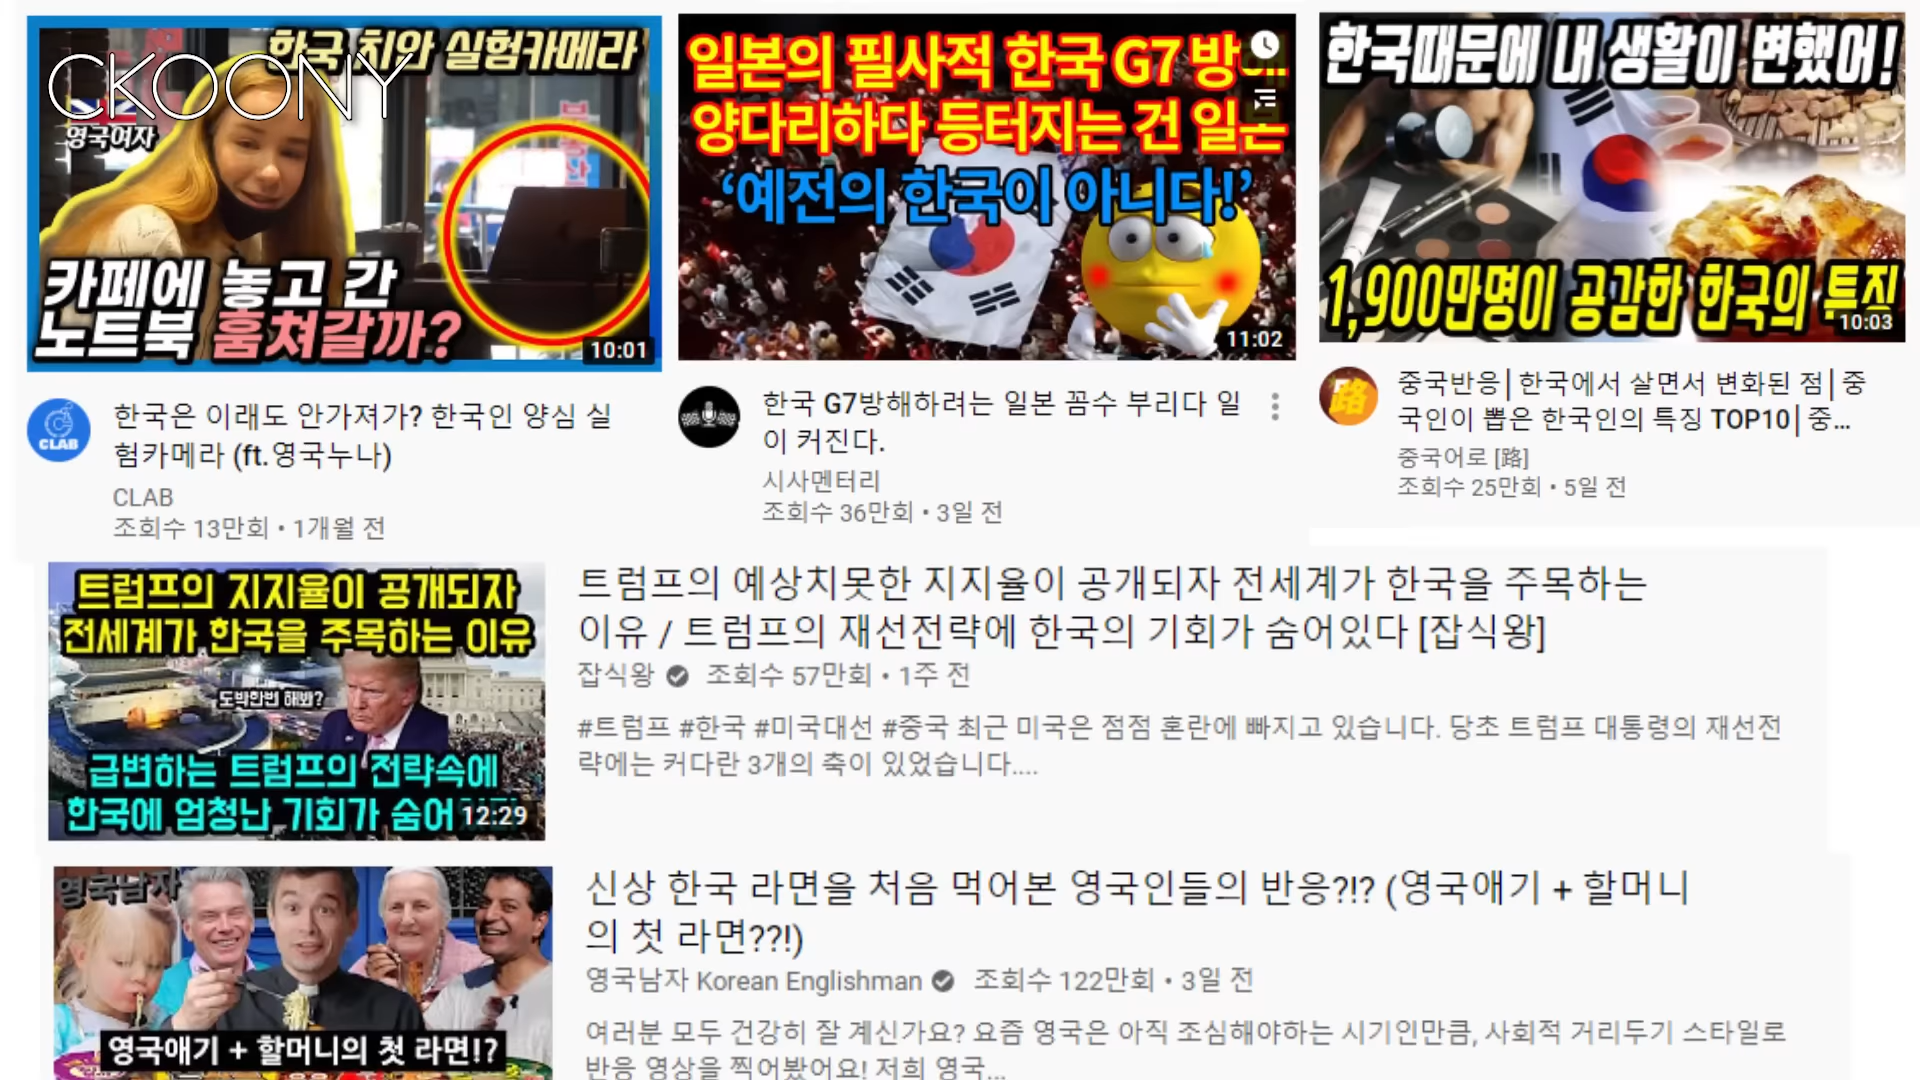 CKOONY
한국 치안 실험카메라
영국여자
카페에 놓고 간
노트북 훔쳐갈까?
10:01
한국은 이래도 안가져가? 한국인 양심 실
험카메라 (ft.영국누나)
CLAB
CLAB
조회수 13만회 • 1개월 전
일본의 필사적 한국 G7 방
양다리하다 등터지는 건 일본
‘예전의 한국이 아니다!’
11:02
한국 G7방해하려는 일본 꼼수 부리다 일
이 커진다.
시사멘터리
조회수 36만회 • 3일 전
한국때문에 내 생활이 변했어!
1,900만명이 공감한 한국의 특징
10:03
路
중국반응│한국에서 살면서 변화된 점│중
국인이 뽑은 한국인의 특징 TOP10│중...
중국어로 [路]
조회수 25만회 • 5일 전
트럼프의 지지율이 공개되자
전세계가 한국을 주목하는 이유
도박한번 해봐?
급변하는 트럼프의 전략속에
한국에 엄청난 기회가 숨어
12:29
트럼프의 예상치못한 지지율이 공개되자 전세계가 한국을 주목하는
이유 / 트럼프의 재선전략에 한국의 기회가 숨어있다 [잡식왕]
잡식왕 조회수 57만회 • 1주 전
#트럼프 #한국 #미국대선 #중국 최근 미국은 점점 혼란에 빠지고 있습니다. 당초 트럼프 대통령의 재선전
략에는 커다란 3개의 축이 있었습니다....
영국남자
영국애기 + 할머니의 첫 라면!?
신상 한국 라면을 처음 먹어본 영국인들의 반응?!? (영국애기 + 할머니
의 첫 라면??!)
영국남자 Korean Englishman 조회수 122만회 • 3일 전
여러분 모두 건강히 잘 계신가요? 요즘 영국은 아직 조심해야하는 시기인만큼, 사회적 거리두기 스타일로
반응 영상을 찍어봤어요! 저희 영국...